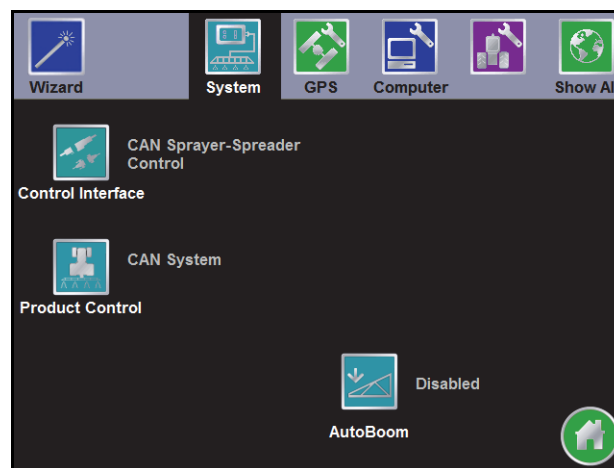 Wizard
System
GPS
Computer
Show Al
CAN Sprayer-Spreader
Control
Control Interface
CAN System
Product Control
Disabled
AutoBoom